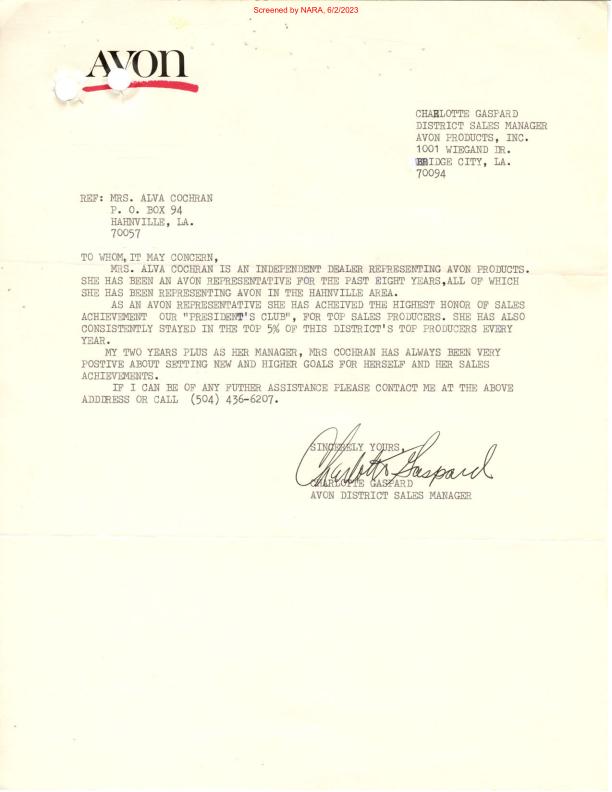 Screened by NARA, 6/2/2023
AVON
CHARLOTTE GASPARD
DISTRICT SALES MANAGER
AVON PRODUCTS, INC.
1001 WIEGAND DR.
BRIDGE CITY, LA.
70094
REF: MRS. ALVA COCHRAN
P. O. BOX 94
HAHNVILLE, LA.
70057
TO WHOM,IT MAY CONCERN,
MRS. ALVA COCHRAN IS AN INDEPENDENT DEALER REPRESENTING AVON PRODUCTS.
SHE HAS BEEN AN AVON REPRESENTATIVE FOR THE PAST EIGHT YEARS,ALL OF WHICH
SHE HAS BEEN REPRESENTING AVON IN THE HAHNVILLE AREA.
AS AN AVON REPRESENTATIVE SHE HAS ACHEIVED THE HIGHEST HONOR OF SALES
ACHIEVEMENT OUR "PRESIDENT'S CLUB", FOR TOP SALES PRODUCERS. SHE HAS ALSO
CONSISTENTLY STAYED IN THE TOP 5% OF THIS DISTRICT'S TOP PRODUCERS EVERY
YEAR.
MY TWO YEARS PLUS AS HER MANAGER, MRS COCHRAN HAS ALWAYS BEEN VERY
POSTIVE ABOUT SETTING NEW AND HIGHER GOALS FOR HERSELF AND HER SALES
ACHIEVEMENTS.
IF I CAN BE OF ANY FUTHER ASSISTANCE PLEASE CONTACT ME AT THE ABOVE
ADDRESS OR CALL (504) 436-6207.
SINCERELY YOURS,
Charlotte Gaspard
CHARLOTTE GASPARD
AVON DISTRICT SALES MANAGER